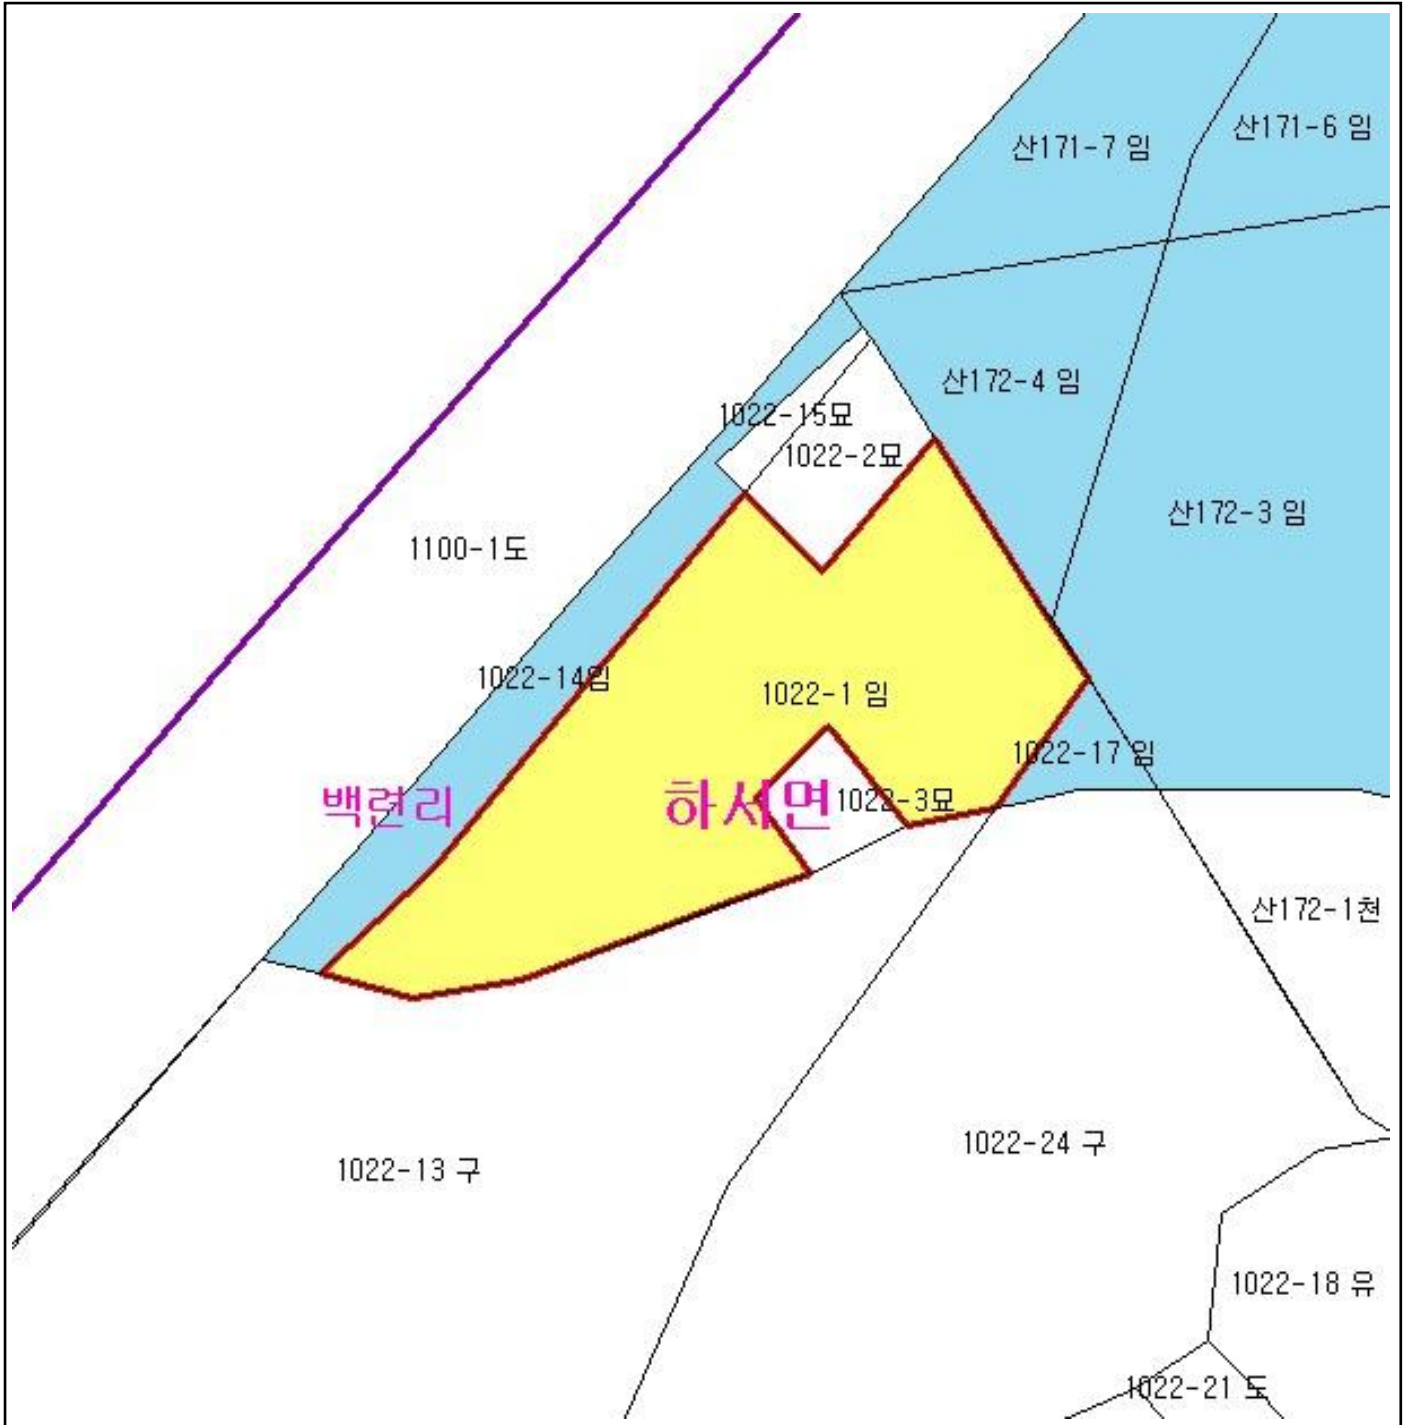 산171-6 임
산171-7 임
산172-4 임
1022-15묘
1022-2묘
산172-3 임
1100-1도
1022-14임
1022-1 임
1022-17 임
백련리
하서면
1022-3묘
산172-1천
1022-24 구
1022-13 구
1022-18 유
1022-21 도